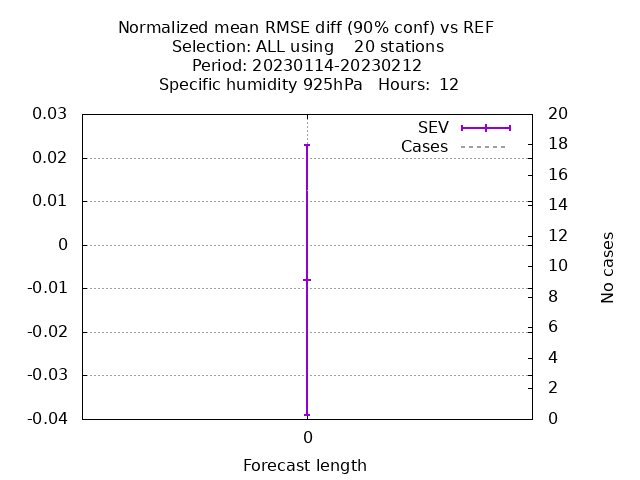 Normalized mean RMSE diff (90% conf) vs REF
Selection: ALL using    20 stations
Period: 20230114-20230212
Specific humidity 925hPa   Hours:  12
SEV
Cases
0.03
0.02
0.01
0
-0.01
-0.02
-0.03
-0.04
20
18
16
14
12
10
8
6
4
2
0
No cases
0
Forecast length